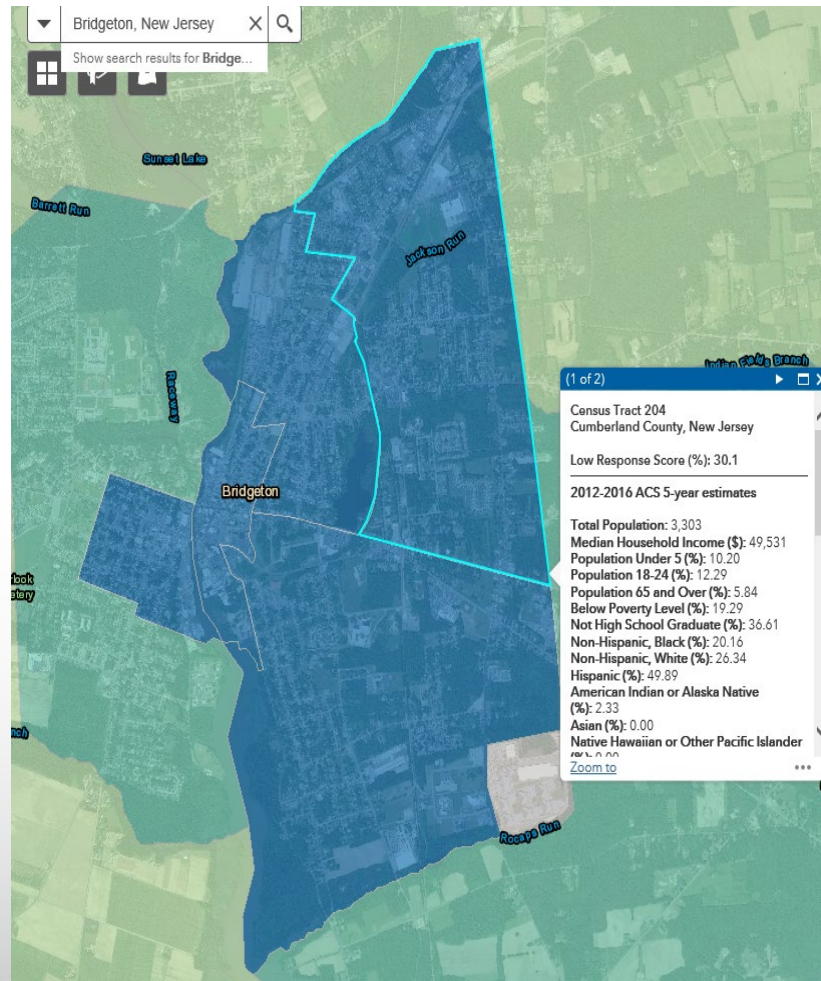 Bridgeton, New Jersey
Show search results for Bridge...
Sunset Lake
Barrett Run
Jackson Run
Raceway
Bridgeton
Indian Fields Branch
Rocaps Run
(1 of 2)
Census Tract 204
Cumberland County, New Jersey
Low Response Score (%): 30.1
2012-2016 ACS 5-year estimates
Total Population: 3,303
Median Household Income ($): 49,531
Population Under 5 (%): 10.20
Population 18-24 (%): 12.29
Population 65 and Over (%): 5.84
Below Poverty Level (%): 19.29
Not High School Graduate (%): 36.61
Non-Hispanic, Black (%): 20.16
Non-Hispanic, White (%): 26.34
Hispanic (%): 49.89
American Indian or Alaska Native
(%): 2.33
Asian (%): 0.00
Native Hawaiian or Other Pacific Islander
Zoom to